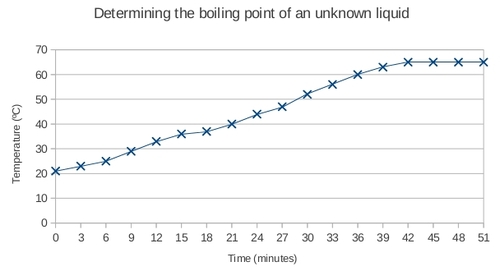 Determining the boiling point of an unknown liquid
70
60
50
40
30
20
10
0
Temperature (ºC)
0 3 6 9 12 15 18 21 24 27 30 33 36 39 42 45 48 51
Time (minutes)